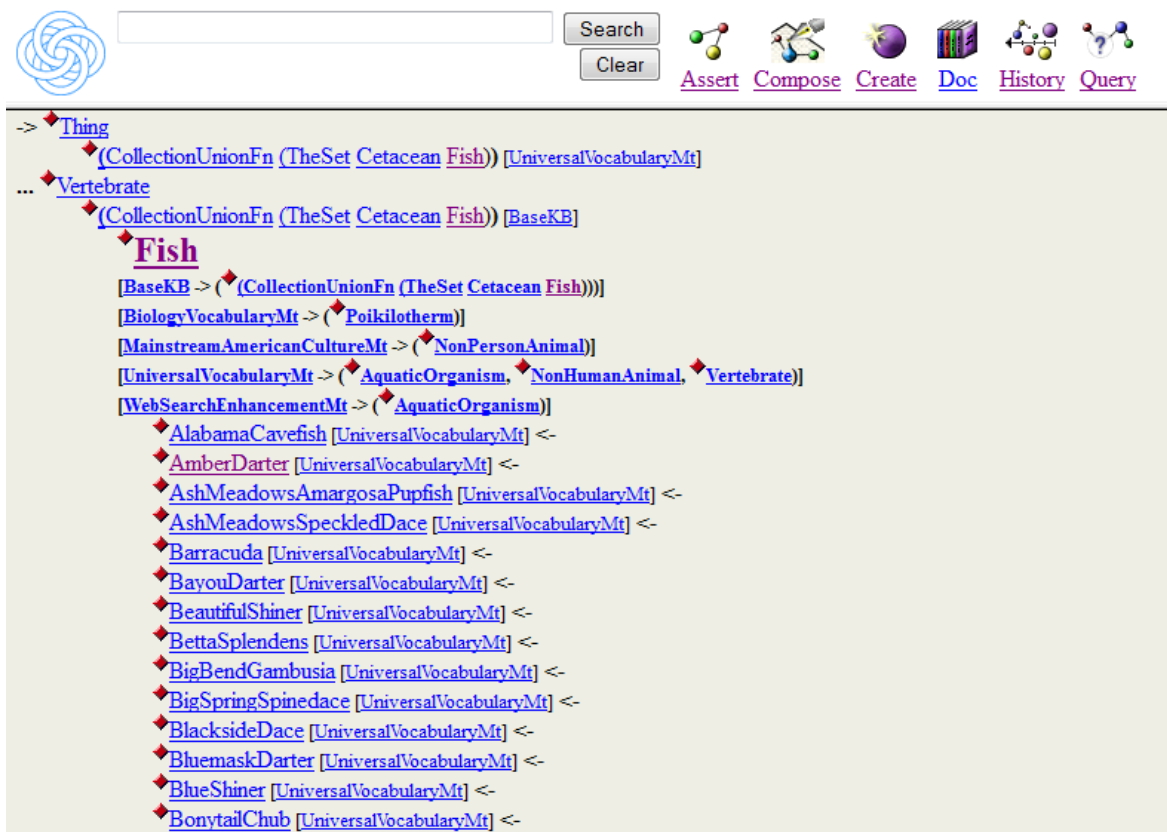 Search
Clear
Assert Compose Create Doc History Query
-> Thing
(CollectionUnionFn (TheSet Cetacean Fish)) [UniversalVocabularyMt]
... Vertebrate
(CollectionUnionFn (TheSet Cetacean Fish)) [BaseKB]
Fish
[BaseKB -> ( (CollectionUnionFn (TheSet Cetacean Fish)))]
[BiologyVocabularyMt -> ( Poikilotherm)]
[MainstreamAmericanCultureMt -> ( NonPersonAnimal)]
[UniversalVocabularyMt -> ( AquaticOrganism, NonHumanAnimal, Vertebrate)]
[WebSearchEnhancementMt -> ( AquaticOrganism)]
AlabamaCavefish [UniversalVocabularyMt] <-
AmberDarter [UniversalVocabularyMt] <-
AshMeadowsAmargosaPupfish [UniversalVocabularyMt] <-
AshMeadowsSpeckledDace [UniversalVocabularyMt] <-
Barracuda [UniversalVocabularyMt] <-
BayouDarter [UniversalVocabularyMt] <-
BeautifulShiner [UniversalVocabularyMt] <-
BettaSplendens [UniversalVocabularyMt] <-
BigBendGambusia [UniversalVocabularyMt] <-
BigSpringSpinedace [UniversalVocabularyMt] <-
BlacksideDace [UniversalVocabularyMt] <-
BluemaskDarter [UniversalVocabularyMt] <-
BlueShiner [UniversalVocabularyMt] <-
BonytailChub [UniversalVocabularyMt] <-